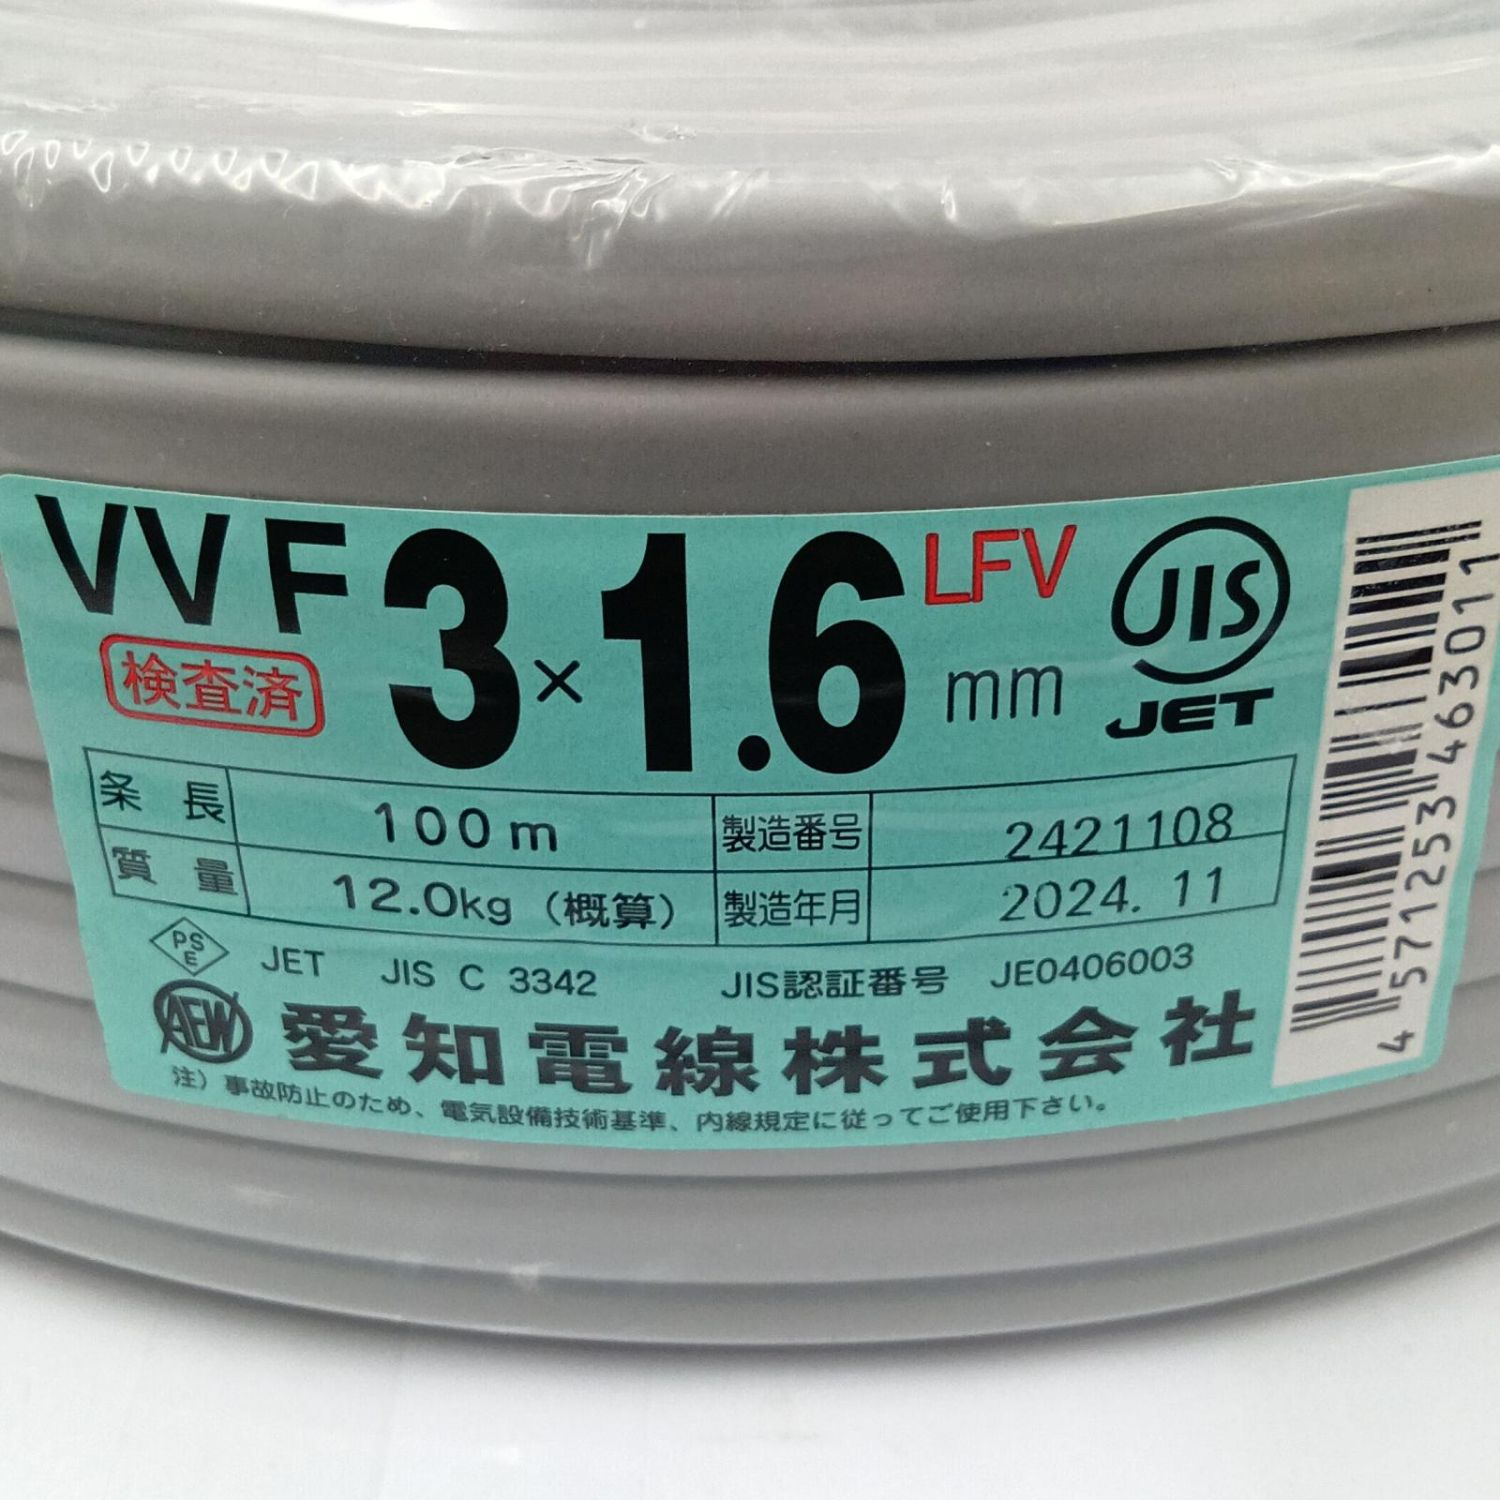 VVF 3×1.6mm LFV
検査済
JIS
JET
条長 100m 製造番号 2421108
質量 12.0kg (概算) 製造年月 2024.11
PSE JET JIS C 3342 JIS認証番号 JE0406003
AEW 愛知電線株式会社
注) 事故防止のため、電気設備技術基準、内線規定に従ってご使用下さい。
4571253463011